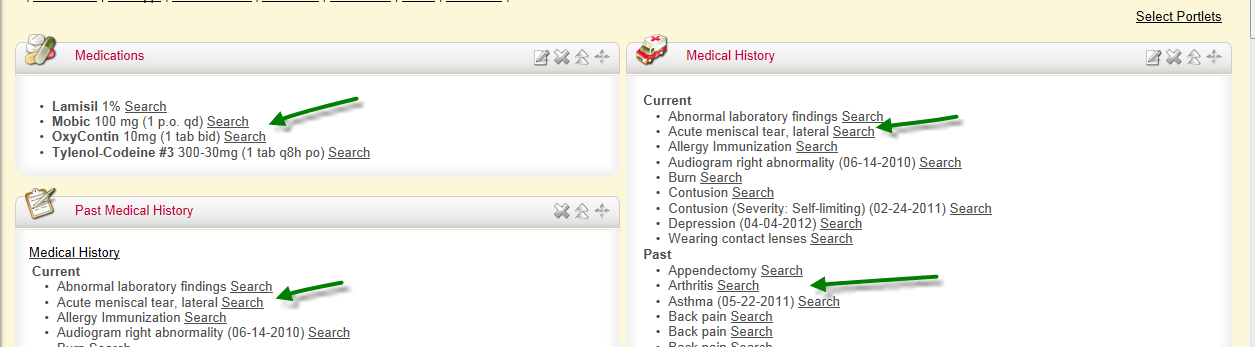 Select Portlets
Medications
Lamisil 1% Search
Mobic 100 mg (1 p.o. qd) Search
OxyContin 10mg (1 tab bid) Search
Tylenol-Codeine #3 300-30mg (1 tab q8h po) Search
Past Medical History
Medical History
Current
Abnormal laboratory findings Search
Acute meniscal tear, lateral Search
Allergy Immunization Search
Audiogram right abnormality (06-14-2010) Search
Burn Search
Medical History
Current
Abnormal laboratory findings Search
Acute meniscal tear, lateral Search
Allergy Immunization Search
Audiogram right abnormality (06-14-2010) Search
Burn Search
Contusion Search
Contusion (Severity: Self-limiting) (02-24-2011) Search
Depression (04-04-2012) Search
Wearing contact lenses Search
Past
Appendectomy Search
Arthritis Search
Asthma (05-22-2011) Search
Back pain Search
Back pain Search
Back pain Search